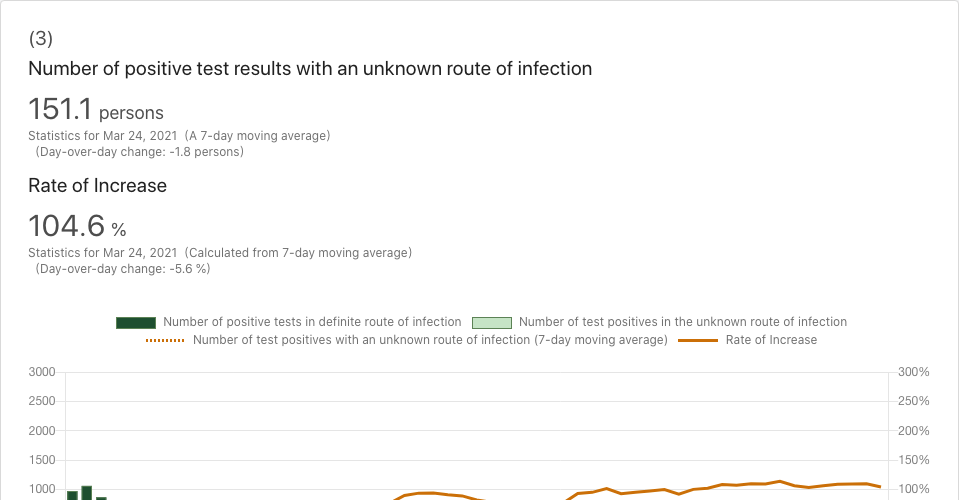 (3)
Number of positive test results with an unknown route of infection
151.1 persons
Statistics for Mar 24, 2021 (A 7-day moving average)
(Day-over-day change: -1.8 persons)
Rate of Increase
104.6 %
Statistics for Mar 24, 2021 (Calculated from 7-day moving average)
(Day-over-day change: -5.6 %)
Number of positive tests in definite route of infection Number of test positives in the unknown route of infection
Number of test positives with an unknown route of infection (7-day moving average) Rate of Increase
3000 300%
2500 250%
2000 200%
1500 150%
1000 100%